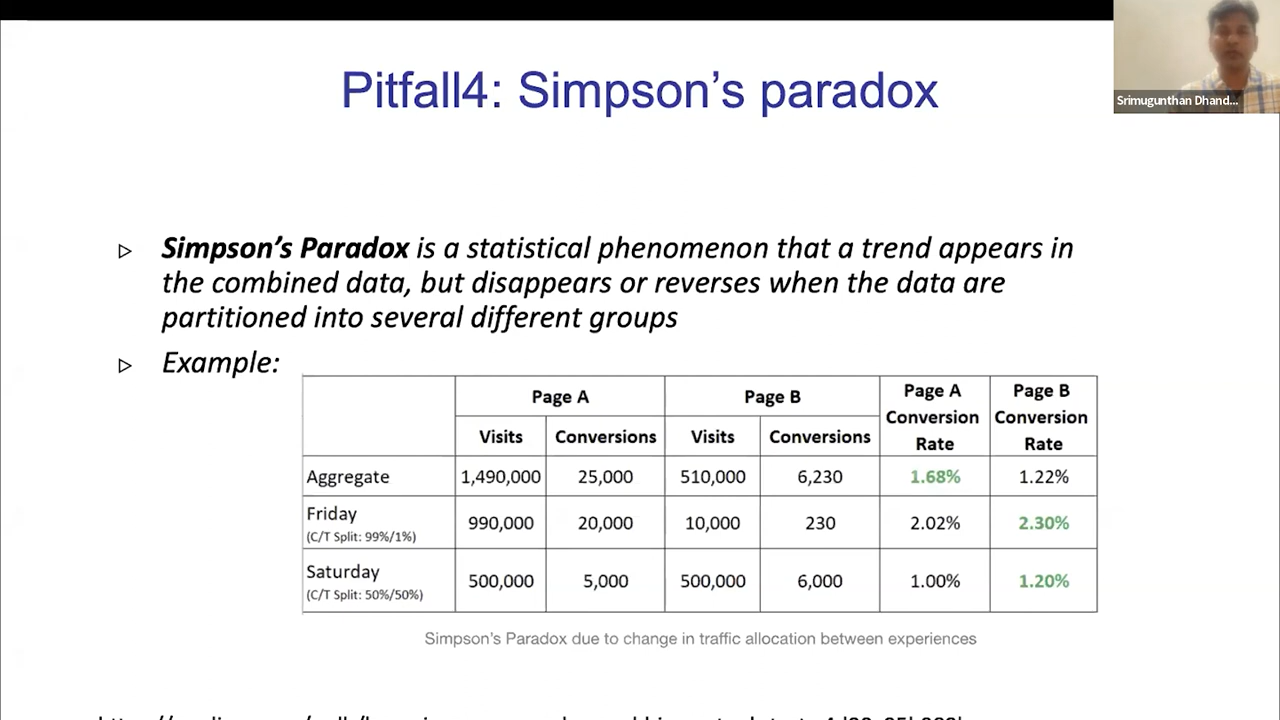 Pitfall4: Simpson's paradox
Srimugunthan Dhand...
▷ Simpson's Paradox is a statistical phenomenon that a trend appears in
the combined data, but disappears or reverses when the data are
partitioned into several different groups
▷ Example:
Page A Page B Page A Conversion Rate Page B Conversion Rate
Visits Conversions Visits Conversions
Aggregate 1,490,000 25,000 510,000 6,230 1.68% 1.22%
Friday 990,000 20,000 10,000 230 2.02% 2.30%
(C/T Split: 99%/1%)
Saturday 500,000 5,000 500,000 6,000 1.00% 1.20%
(C/T Split: 50%/50%)
Simpson's Paradox due to change in traffic allocation between experiences